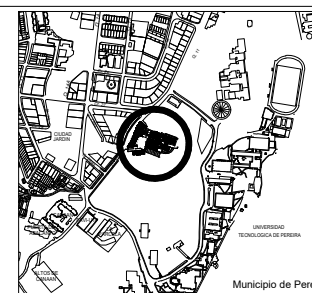 CIUDAD
JARDIN
UNIVERSIDAD
TECNOLOGICA DE PEREIRA
ALTOS DE
CANAAN
Municipio de Pere